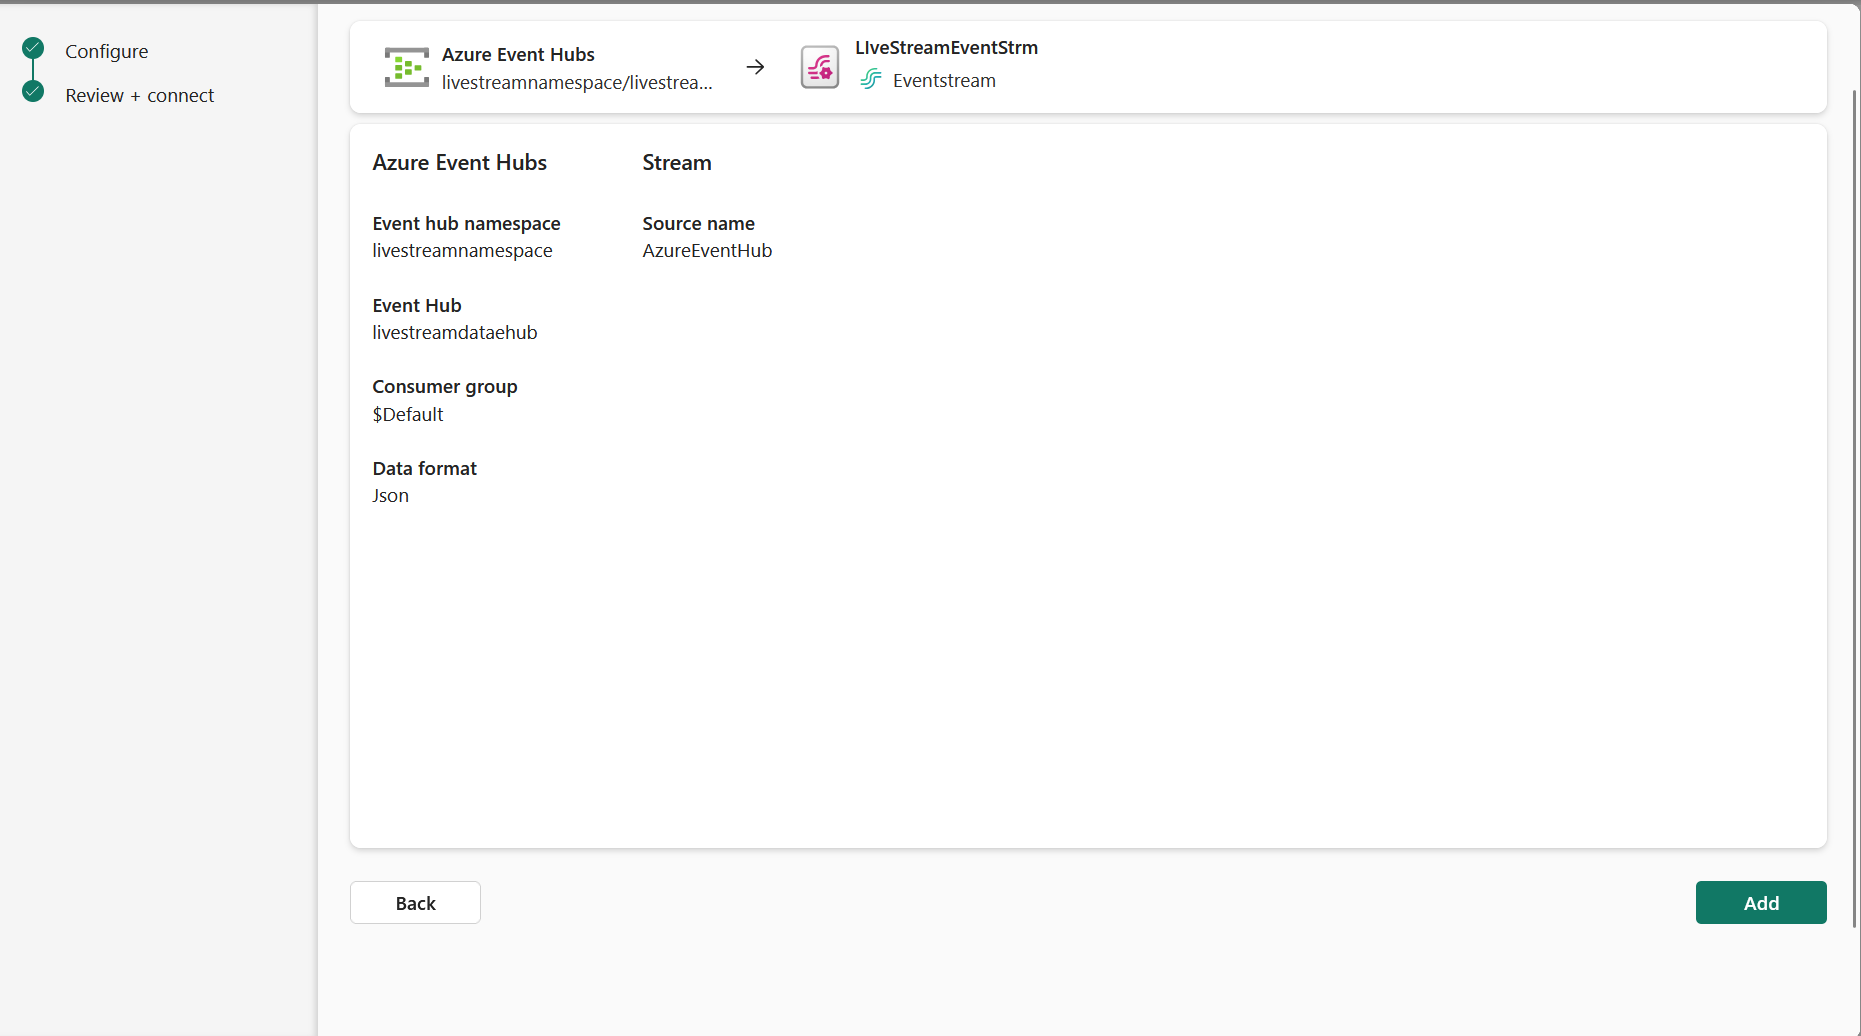 Configure
Review + connect
Azure Event Hubs
livestreamnamespace/livestrea...
LIveStreamEventStrm
Eventstream
Azure Event Hubs
Stream
Event hub namespace
livestreamnamespace
Source name
AzureEventHub
Event Hub
livestreamdataehub
Consumer group
$Default
Data format
Json
Back
Add